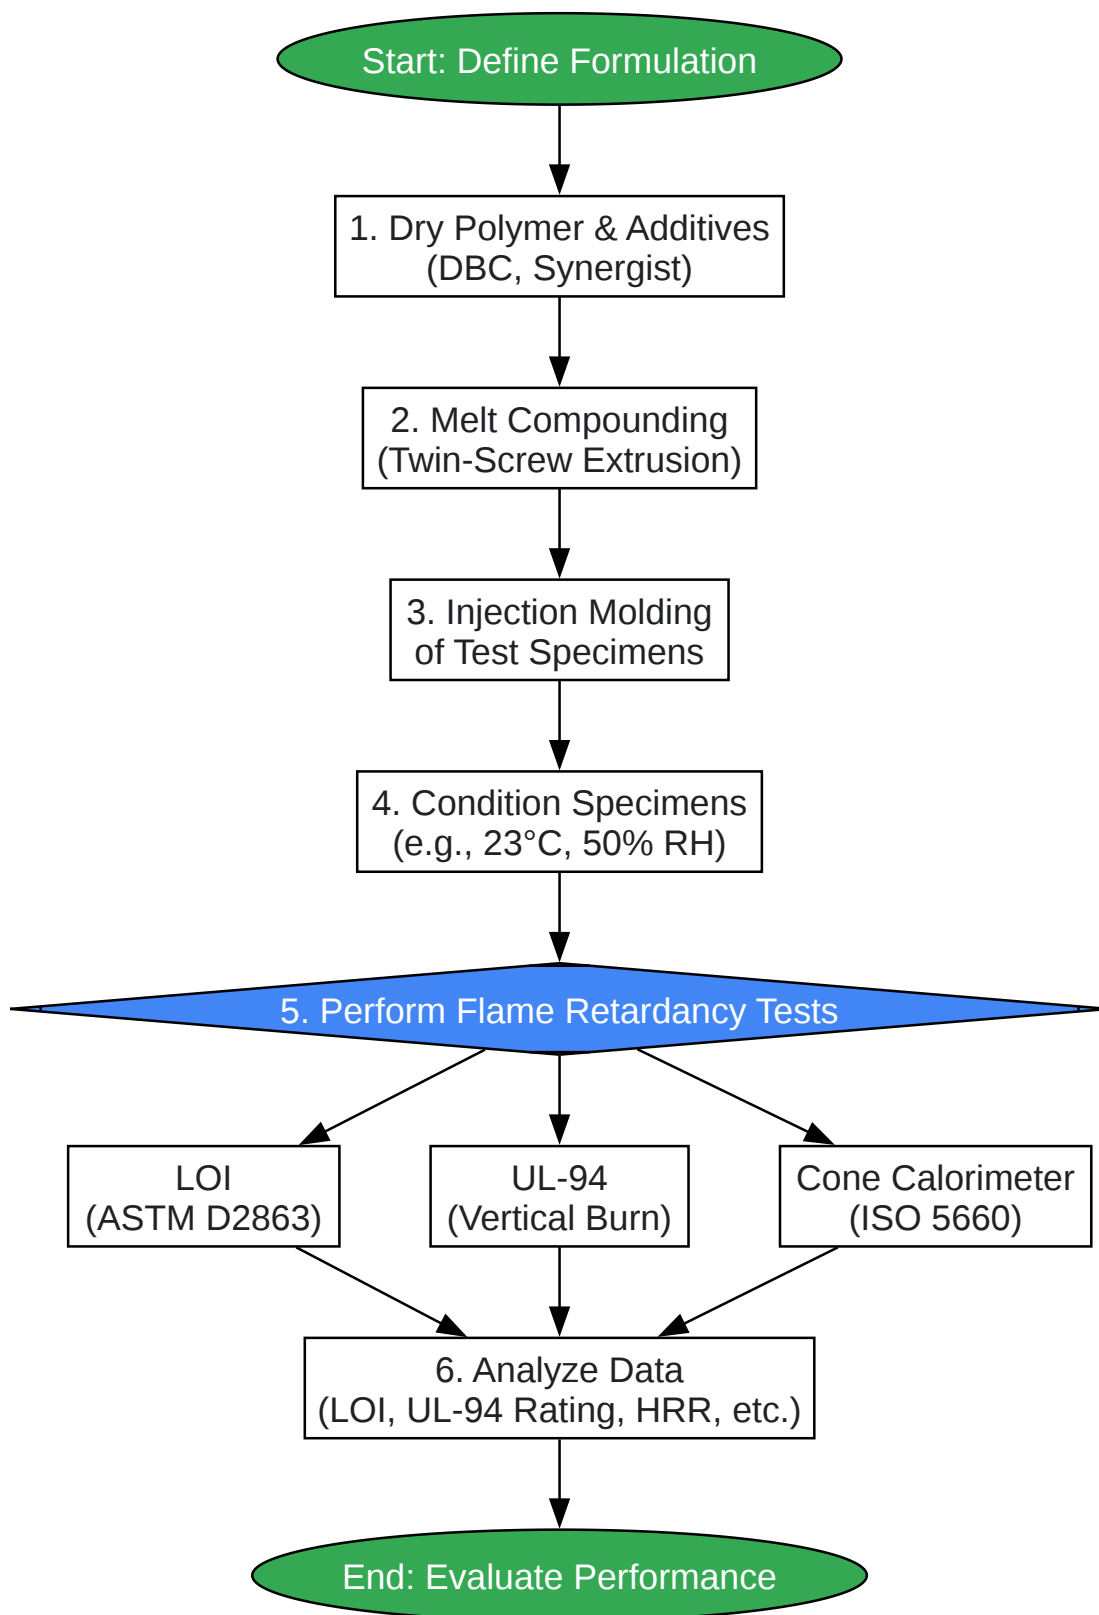 Start: Define Formulation
1. Dry Polymer & Additives
(DBC, Synergist)
2. Melt Compounding
(Twin-Screw Extrusion)
3. Injection Molding
of Test Specimens
4. Condition Specimens
(e.g., 23°C, 50% RH)
5. Perform Flame Retardancy Tests
LOI
(ASTM D2863)
UL-94
(Vertical Burn)
Cone Calorimeter
(ISO 5660)
6. Analyze Data
(LOI, UL-94 Rating, HRR, etc.)
End: Evaluate Performance